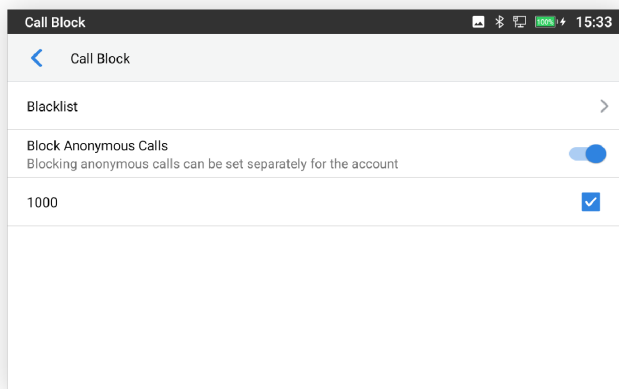 Call Block
100%
15:33
Call Block
Blacklist
Block Anonymous Calls
Blocking anonymous calls can be set separately for the account
1000